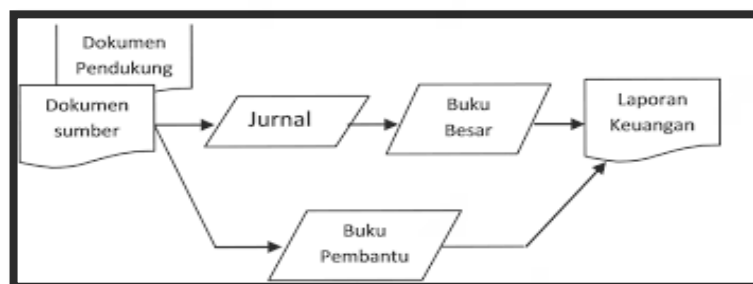 Dokumen
Pendukung
Dokumen
sumber
Jurnal
Buku
Besar
Laporan
Keuangan
Buku
Pembantu